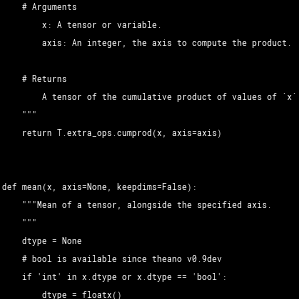 # Arguments
x: A tensor or variable.
axis: An integer, the axis to compute the product.
# Returns
A tensor of the cumulative product of values of `x`
"""
return T.extra_ops.cumprod(x, axis=axis)
def mean(x, axis=None, keepdims=False):
"""Mean of a tensor, alongside the specified axis.
"""
dtype = None
# bool is available since theano v0.9dev
if 'int' in x.dtype or x.dtype == 'bool':
dtype = floatx()